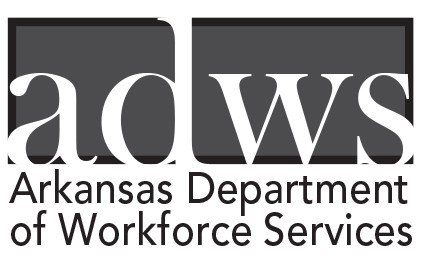 adws
Arkansas Department
of Workforce Services